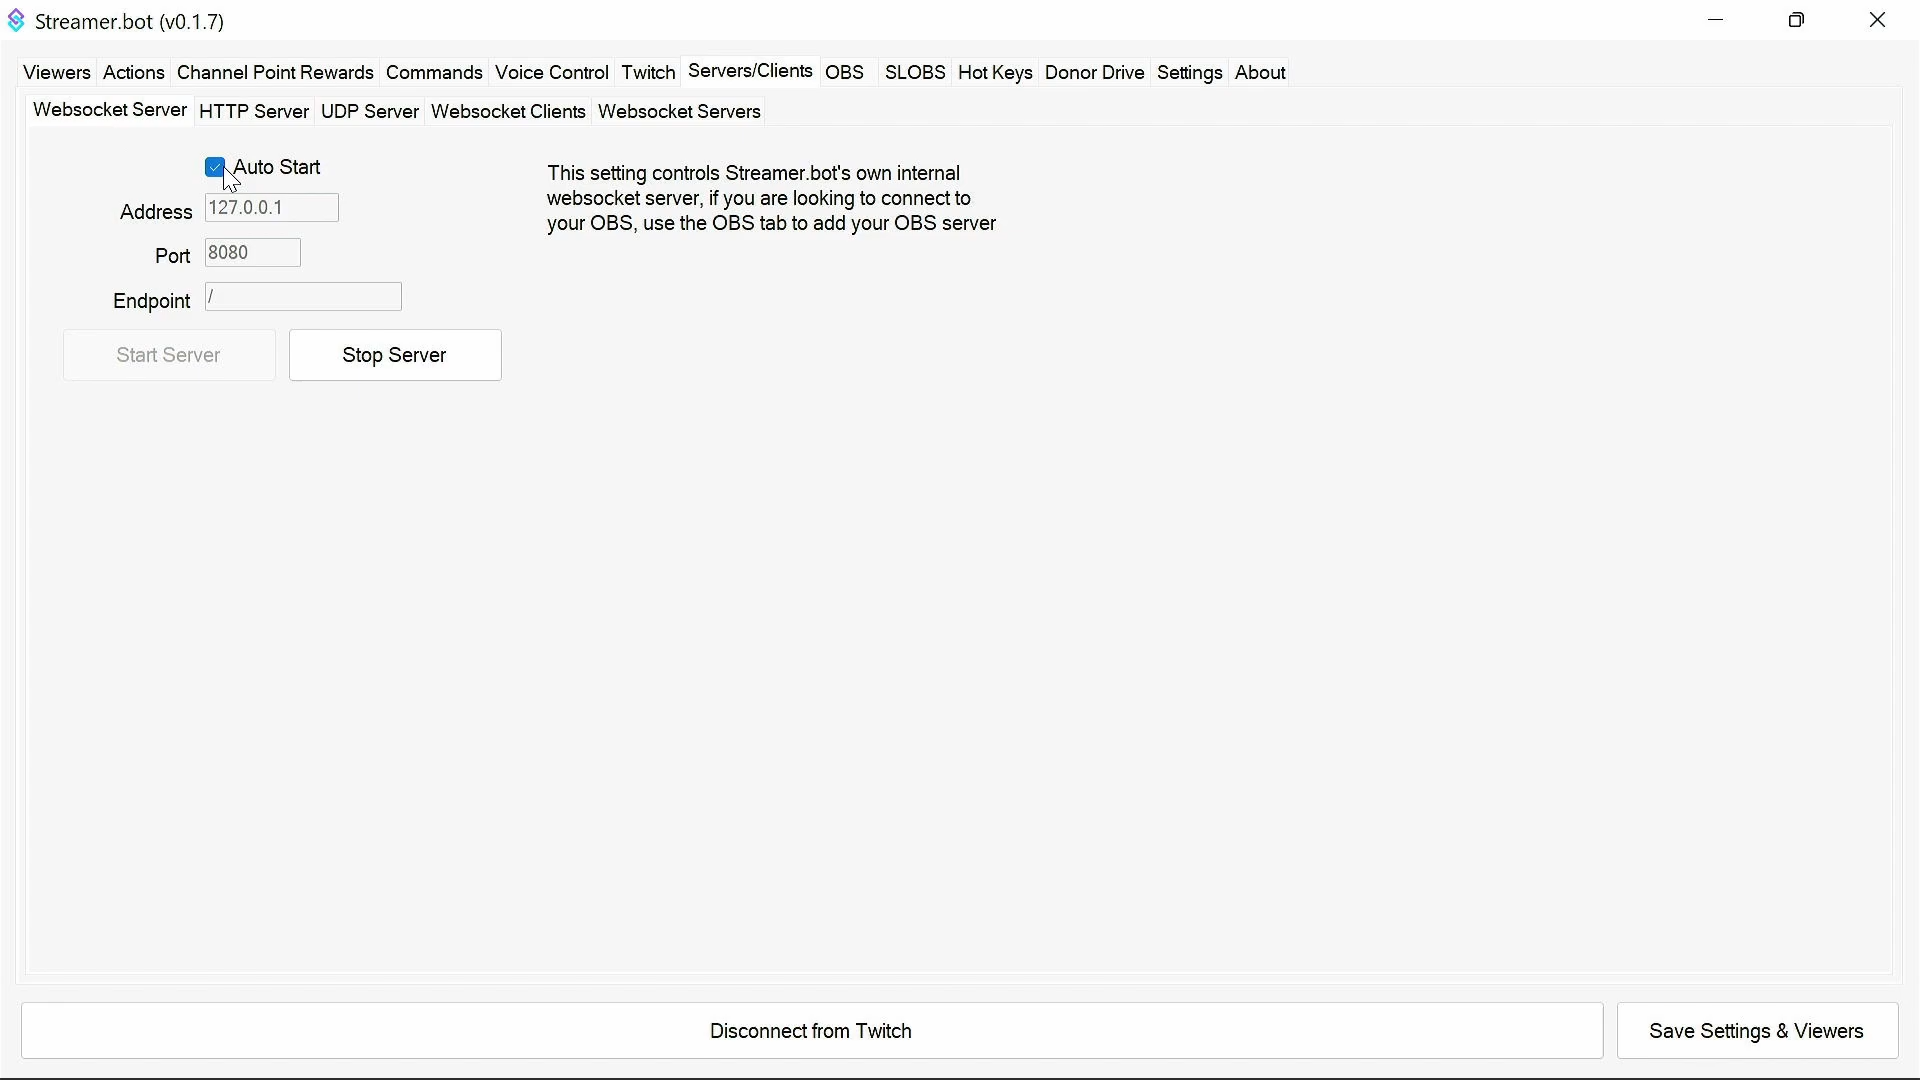 Streamer.bot (v0.1.7)
Viewers Actions Channel Point Rewards Commands Voice Control Twitch Servers/Clients OBS SLOBS Hot Keys Donor Drive Settings About
Websocket Server HTTP Server UDP Server Websocket Clients Websocket Servers
Auto Start
Address 127.0.0.1
Port 8080
Endpoint /
Start Server Stop Server
This setting controls Streamer.bot's own internal
websocket server, if you are looking to connect to
your OBS, use the OBS tab to add your OBS server
Disconnect from Twitch Save Settings & Viewers